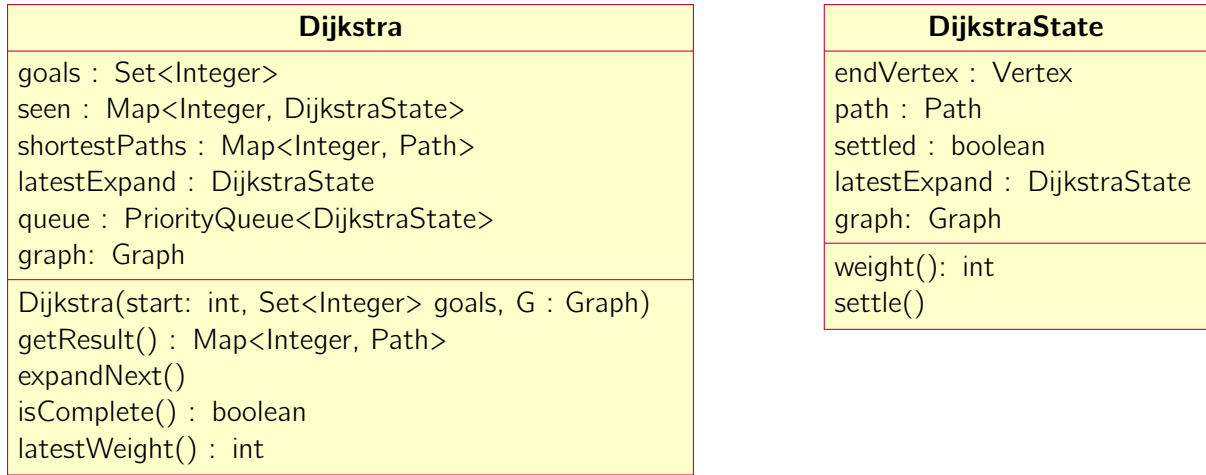 Dijkstra
goals : Set<Integer>
seen : Map<Integer, DijkstraState>
shortestPaths : Map<Integer, Path>
latestExpand : DijkstraState
queue : PriorityQueue<DijkstraState>
graph: Graph
Dijkstra(start: int, Set<Integer> goals, G : Graph)
getResult() : Map<Integer, Path>
expandNext()
isComplete() : boolean
latestWeight() : int
DijkstraState
endVertex : Vertex
path : Path
settled : boolean
latestExpand : DijkstraState
graph: Graph
weight(): int
settle()